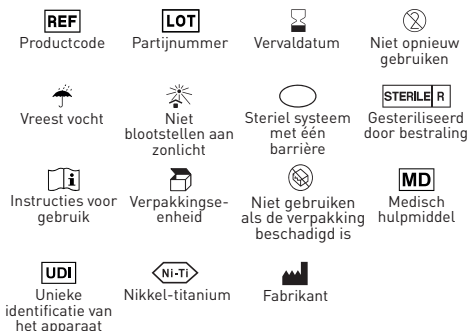 REF
Productcode
LOT
Partijnummer
Vervaldatum
2
Niet opnieuw
gebruiken
Vreest vocht
Niet
blootstellen aan
zonlicht
Steriel systeem
met één
barrière
STERILE R
Gesteriliseerd
door bestraling
i
Instructies voor
gebruik
Verpakkingse-
enheid
Niet gebruiken
als de verpakking
beschadigd is
MD
Medisch
hulpmiddel
UDI
Unieke
identificatie van
het apparaat
Ni-Ti
Nikkel-titanium
Fabrikant